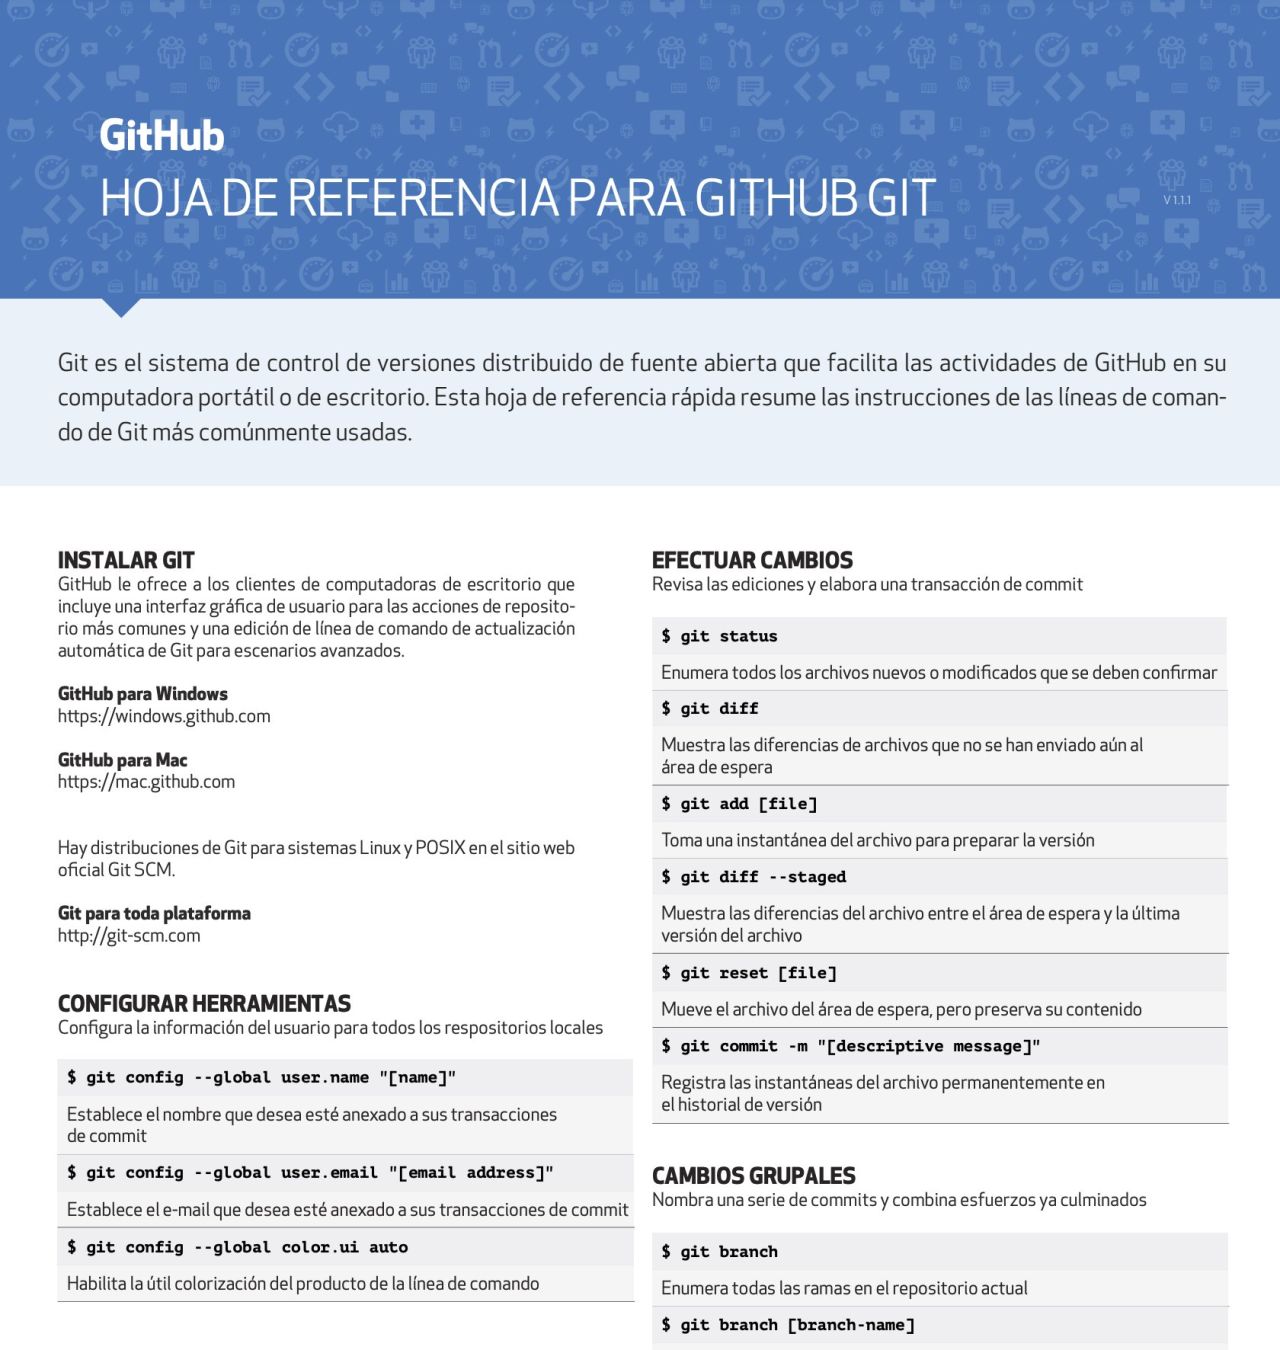 GitHub
HOJA DE REFERENCIA PARA GITHUB GIT
V 1.1.1
Git es el sistema de control de versiones distribuido de fuente abierta que facilita las actividades de GitHub en su
computadora portátil o de escritorio. Esta hoja de referencia rápida resume las instrucciones de las líneas de coman-
do de Git más comúnmente usadas.
INSTALAR GIT
GitHub le ofrece a los clientes de computadoras de escritorio que
incluye una interfaz gráfica de usuario para las acciones de reposito-
rio más comunes y una edición de línea de comando de actualización
automática de Git para escenarios avanzados.
GitHub para Windows
https://windows.github.com
GitHub para Mac
https://mac.github.com
Hay distribuciones de Git para sistemas Linux y POSIX en el sitio web
oficial Git SCM.
Git para toda plataforma
http://git-scm.com
CONFIGURAR HERRAMIENTAS
Configura la información del usuario para todos los respositorios locales
$ git config --global user.name "[name]"
Establece el nombre que desea esté anexado a sus transacciones
de commit
$ git config --global user.email "[email address]"
Establece el e-mail que desea esté anexado a sus transacciones de commit
$ git config --global color.ui auto
Habilita la útil colorización del producto de la línea de comando
EFECTUAR CAMBIOS
Revisa las ediciones y elabora una transacción de commit
$ git status
Enumera todos los archivos nuevos o modificados que se deben confirmar
$ git diff
Muestra las diferencias de archivos que no se han enviado aún al
área de espera
$ git add [file]
Toma una instantánea del archivo para preparar la versión
$ git diff --staged
Muestra las diferencias del archivo entre el área de espera y la última
versión del archivo
$ git reset [file]
Mueve el archivo del área de espera, pero preserva su contenido
$ git commit -m "[descriptive message]"
Registra las instantáneas del archivo permanentemente en
el historial de versión
CAMBIOS GRUPALES
Nombra una serie de commits y combina esfuerzos ya culminados
$ git branch
Enumera todas las ramas en el repositorio actual
$ git branch [branch-name]